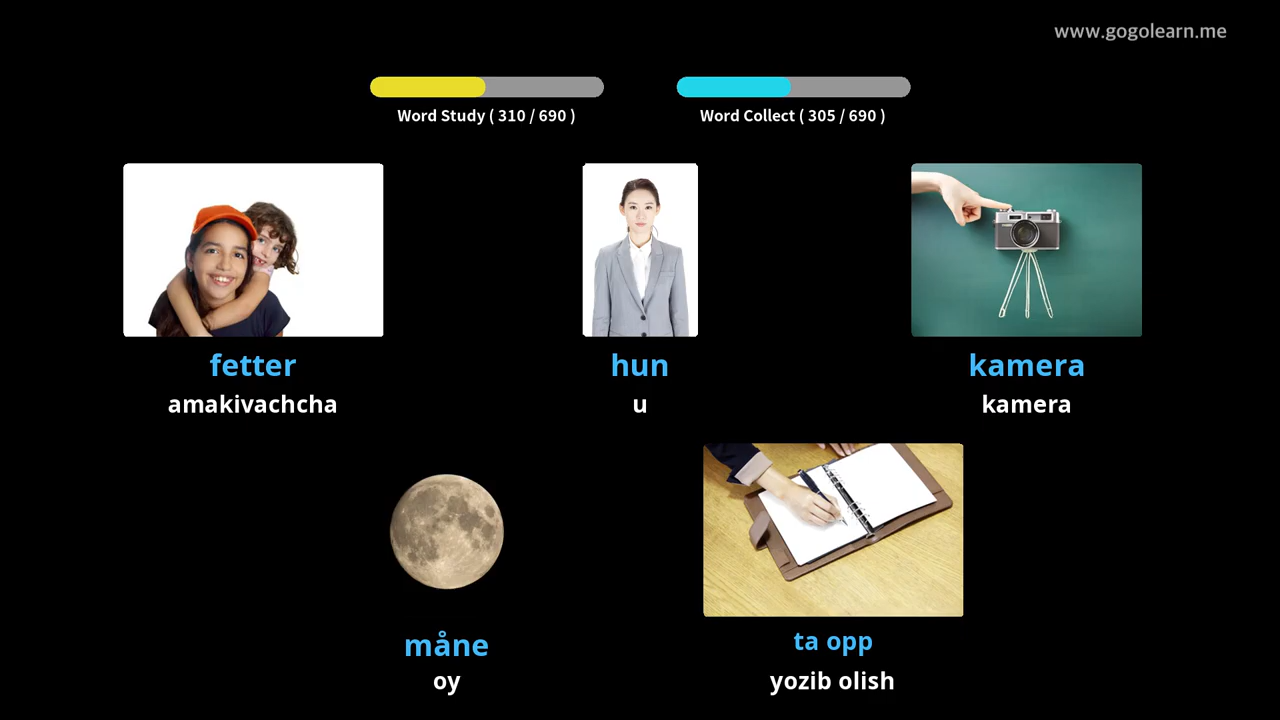 www.gogolearn.me
Word Study ( 310 / 690 )
Word Collect ( 305 / 690 )
fetter
amakivachcha
hun
u
kamera
kamera
måne
oy
ta opp
yozib olish